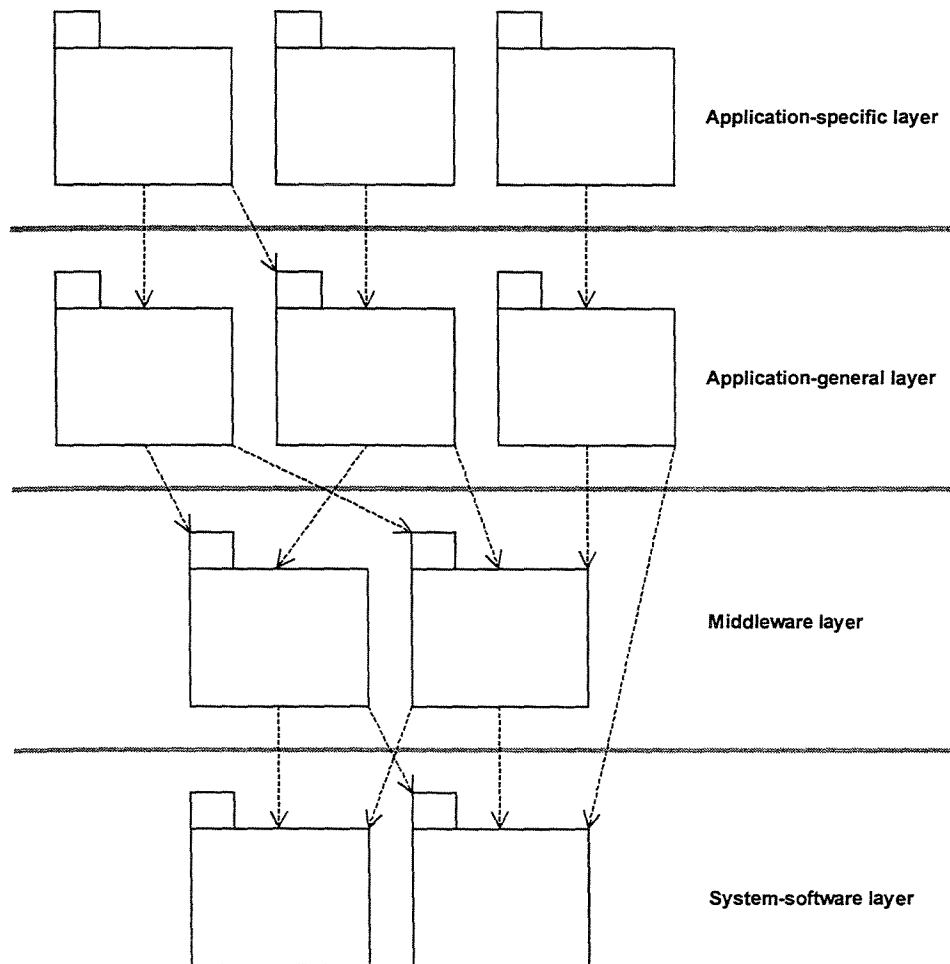 Application-specific layer
Application-general layer
Middleware layer
System-software layer